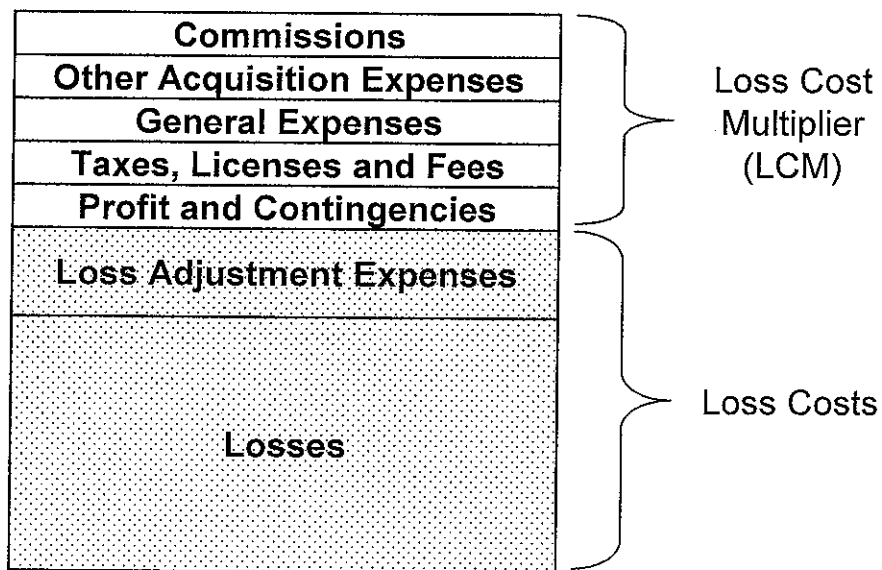 Commissions
Other Acquisition Expenses
General Expenses
Taxes, Licenses and Fees
Profit and Contingencies
Loss Adjustment Expenses
Losses
Loss Cost
Multiplier
(LCM)
Loss Costs